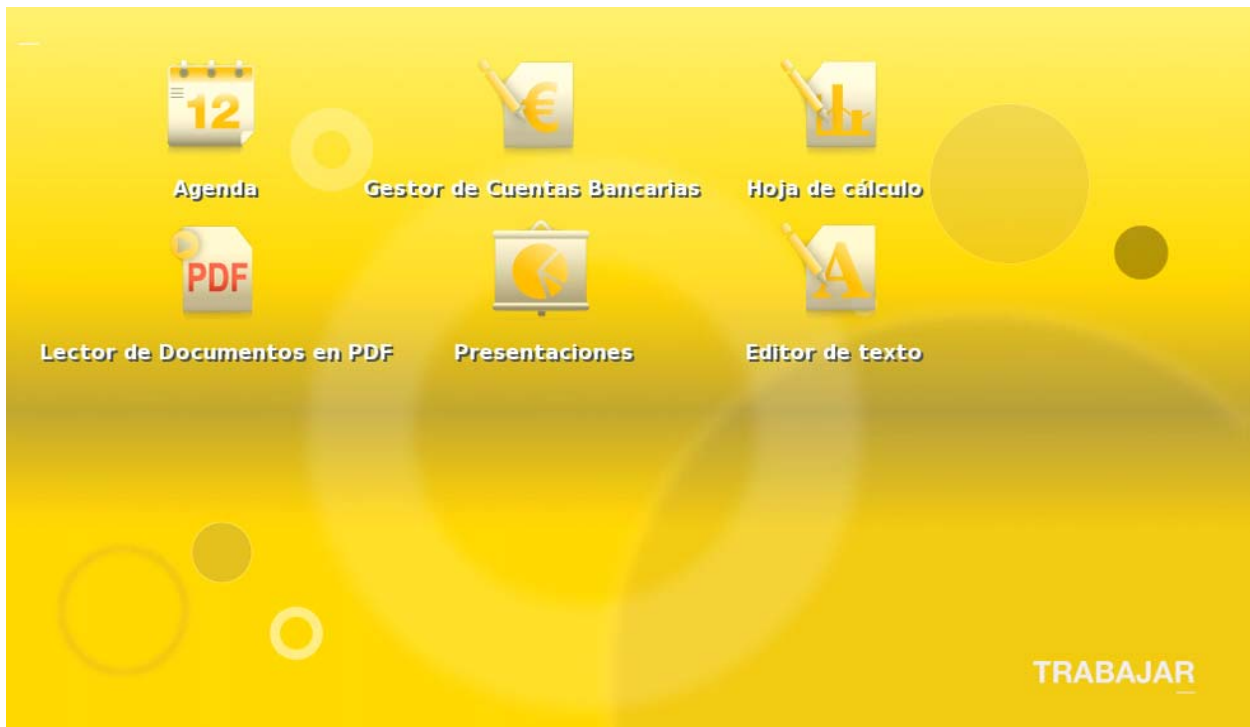 12
€
Agenda
Gestor de Cuentas Bancarias
Hoja de cálculo
PDF
A
Lector de Documentos en PDF
Presentaciones
Editor de texto
TRABAJAR